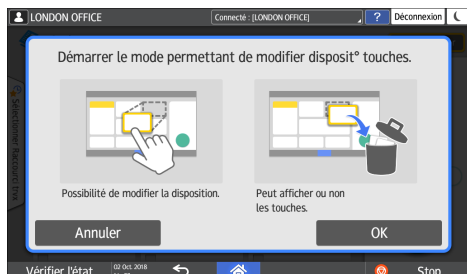 LONDON OFFICE
Connecté : [LONDON OFFICE]
?
Déconnexion
Démarrer le mode permettant de modifier disposit° touches.
Possibilité de modifier la disposition.
Peut afficher ou non
les touches.
Annuler
OK
Vérifier l'état
02 Oct. 2018
Stop